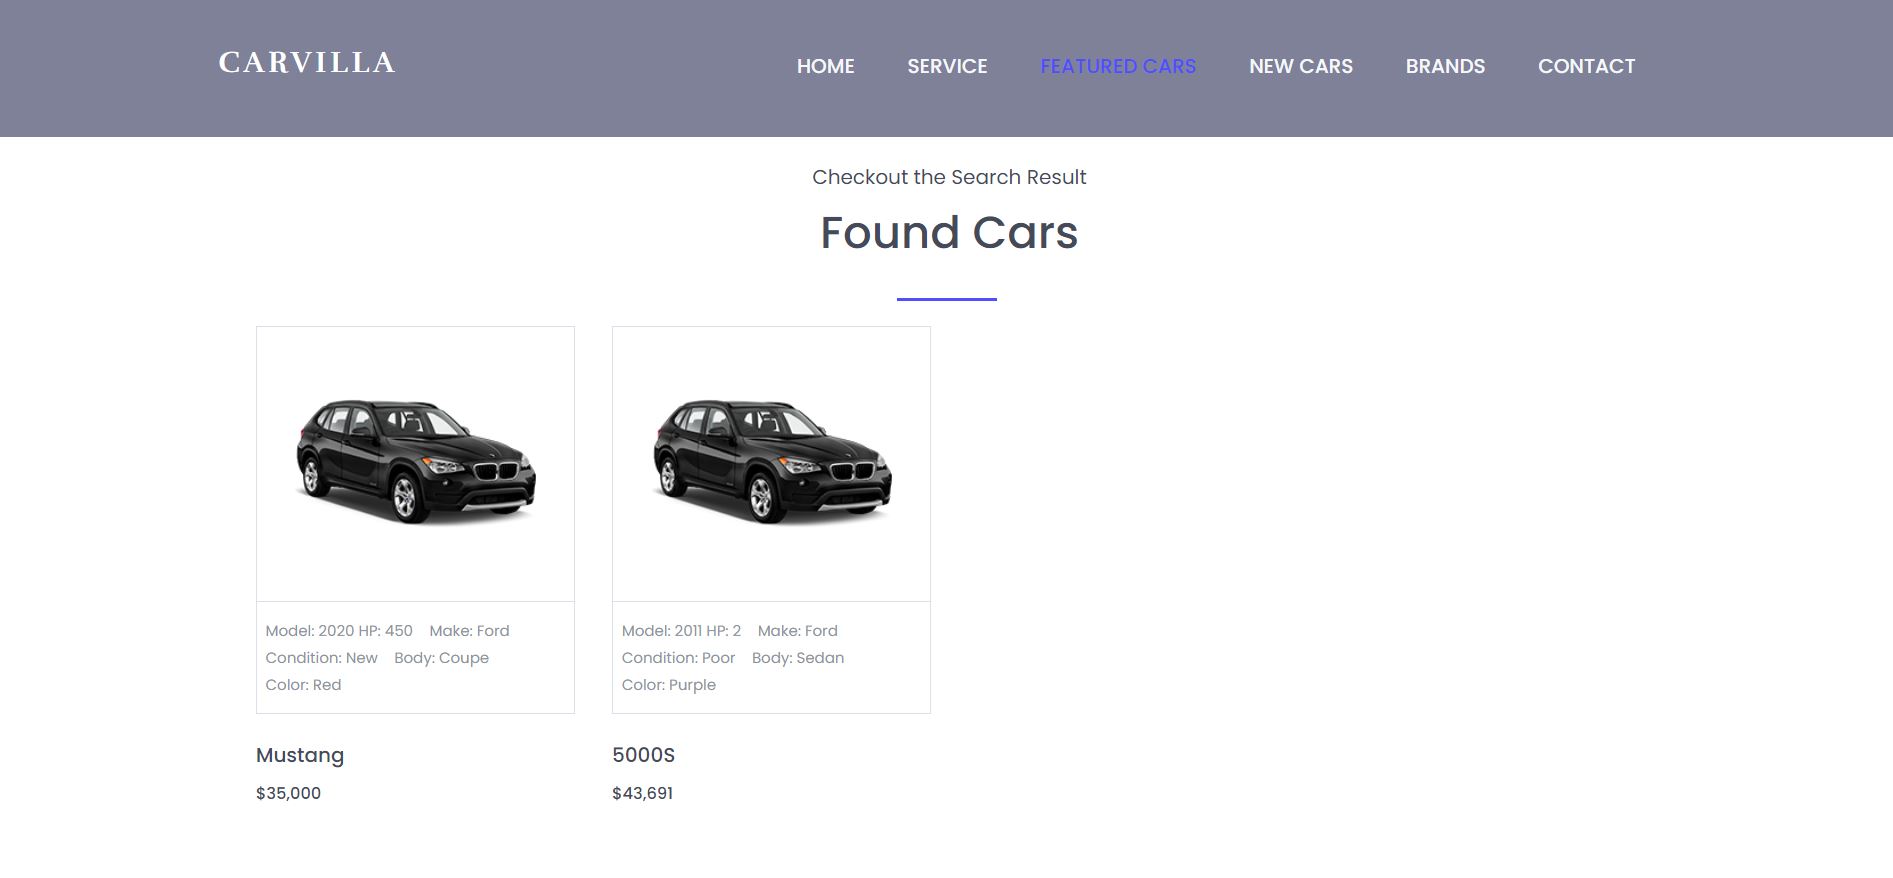 CARVILLA
HOME SERVICE FEATURED CARS NEW CARS BRANDS CONTACT
Checkout the Search Result
Found Cars
Model: 2020 HP: 450 Make: Ford
Condition: New Body: Coupe
Color: Red
Mustang
$35,000
Model: 2011 HP: 2 Make: Ford
Condition: Poor Body: Sedan
Color: Purple
5000S
$43,691